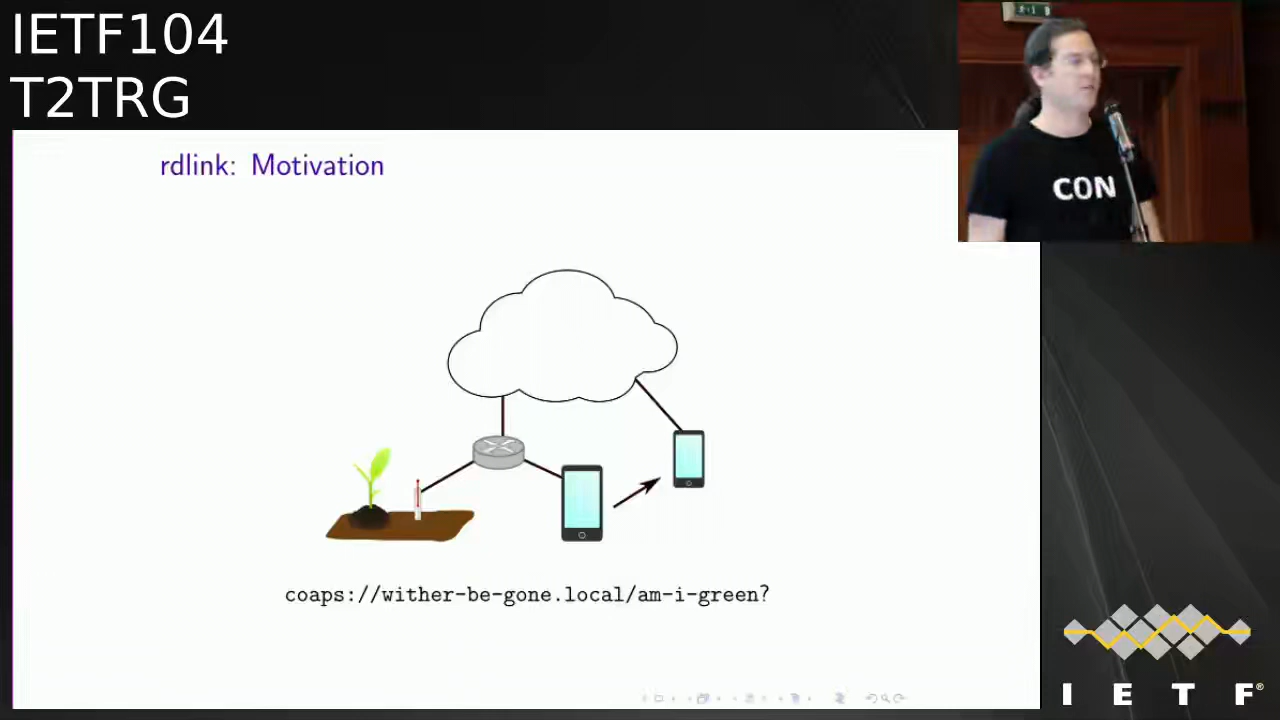 IETF104
T2TRG
rdlink: Motivation
CON
coaps://wither-be-gone.local/am-i-green?
I E T F®